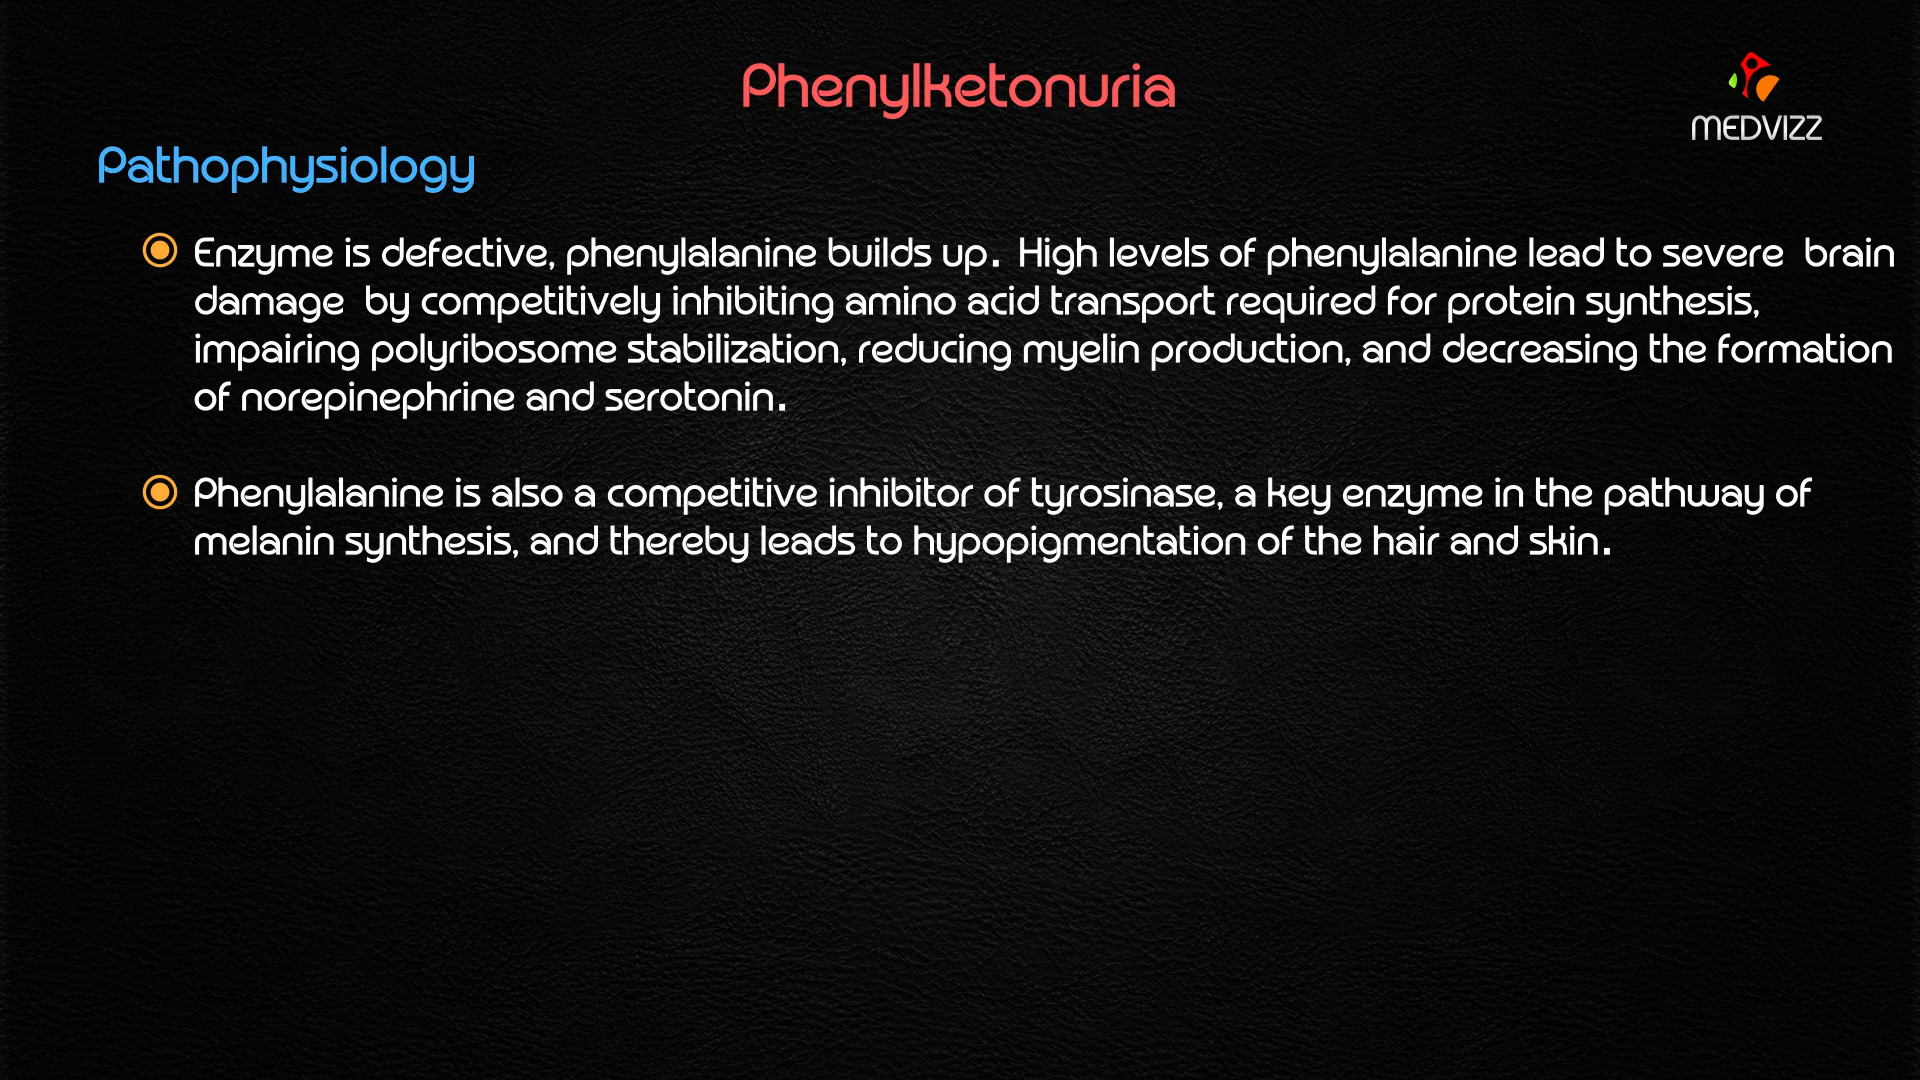 Phenylketonuria
MEDVIZZ
Pathophysiology
Enzyme is defective, phenylalanine builds up. High levels of phenylalanine lead to severe brain
damage by competitively inhibiting amino acid transport required for protein synthesis,
impairing polyribosome stabilization, reducing myelin production, and decreasing the formation
of norepinephrine and serotonin.
Phenylalanine is also a competitive inhibitor of tyrosinase, a key enzyme in the pathway of
melanin synthesis, and thereby leads to hypopigmentation of the hair and skin.